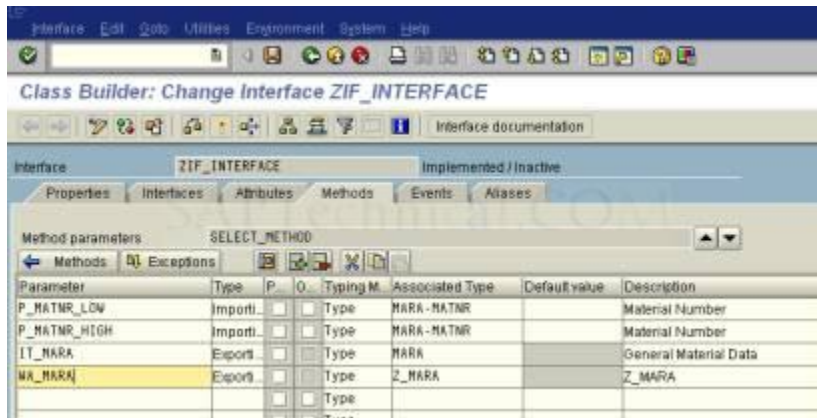 Interface Edit Goto Utilities Environment System Help
Class Builder: Change Interface ZIF_INTERFACE
Interface documentation
Interface ZIF_INTERFACE Implemented / Inactive
Properties Interfaces Attributes Methods Events Aliases
Method parameters SELECT_METHOD
Methods Exceptions
Parameter Type P.. O.. Typing M.. Associated Type Default value Description
P_MATNR_LOW Importi.. Type MARA-MATNR Material Number
P_MATNR_HIGH Importi.. Type MARA-MATNR Material Number
IT_MARA Exporti.. Type MARA General Material Data
WA_MARA Exporti.. Type Z_MARA Z_MARA
Type